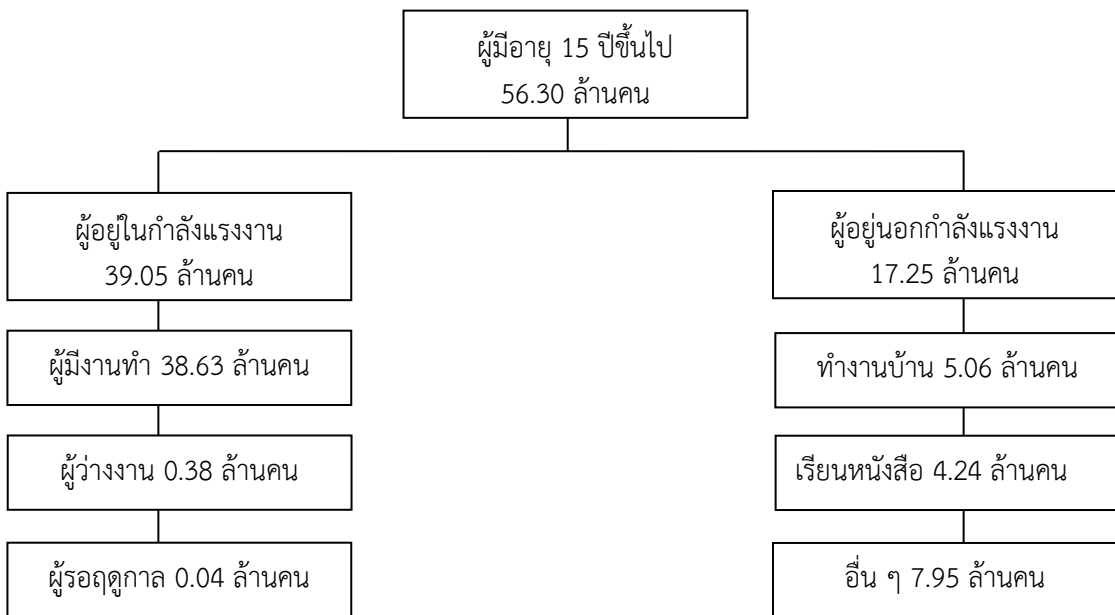 ผู้มีอายุ 15 ปีขึ้นไป
56.30 ล้านคน
ผู้อยู่ในกำลังแรงงาน
39.05 ล้านคน
ผู้มีงานทำ 38.63 ล้านคน
ผู้ว่างงาน 0.38 ล้านคน
ผู้รอฤดูกาล 0.04 ล้านคน
ผู้อยู่นอกกำลังแรงงาน
17.25 ล้านคน
ทำงานบ้าน 5.06 ล้านคน
เรียนหนังสือ 4.24 ล้านคน
อื่น ๆ 7.95 ล้านคน